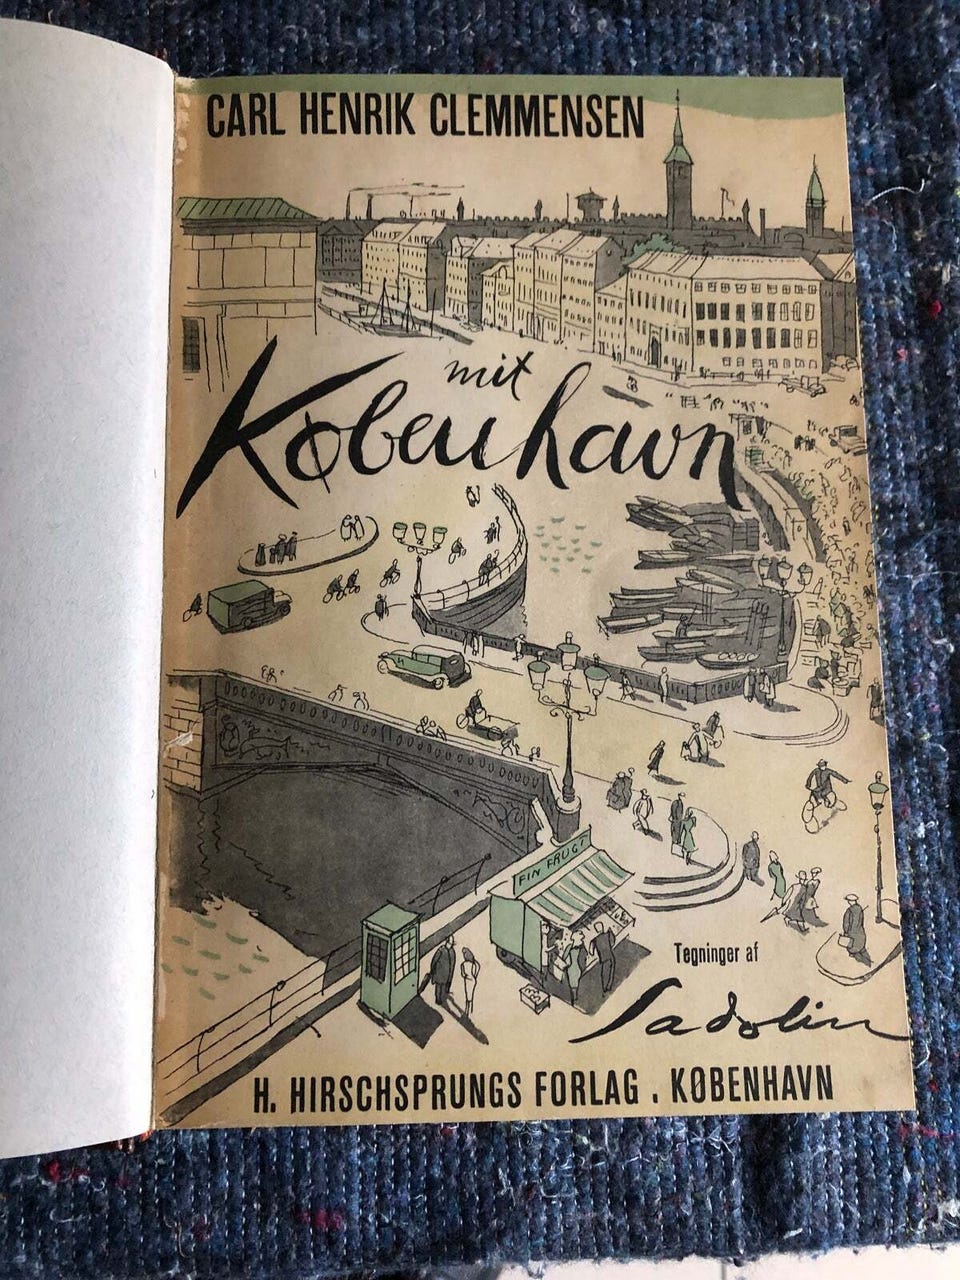 CARL HENRIK CLEMMENSEN
mit
København
FIN FRUGT
Tegninger af
Sadolin
H. HIRSCHSPRUNGS FORLAG . KØBENHAVN